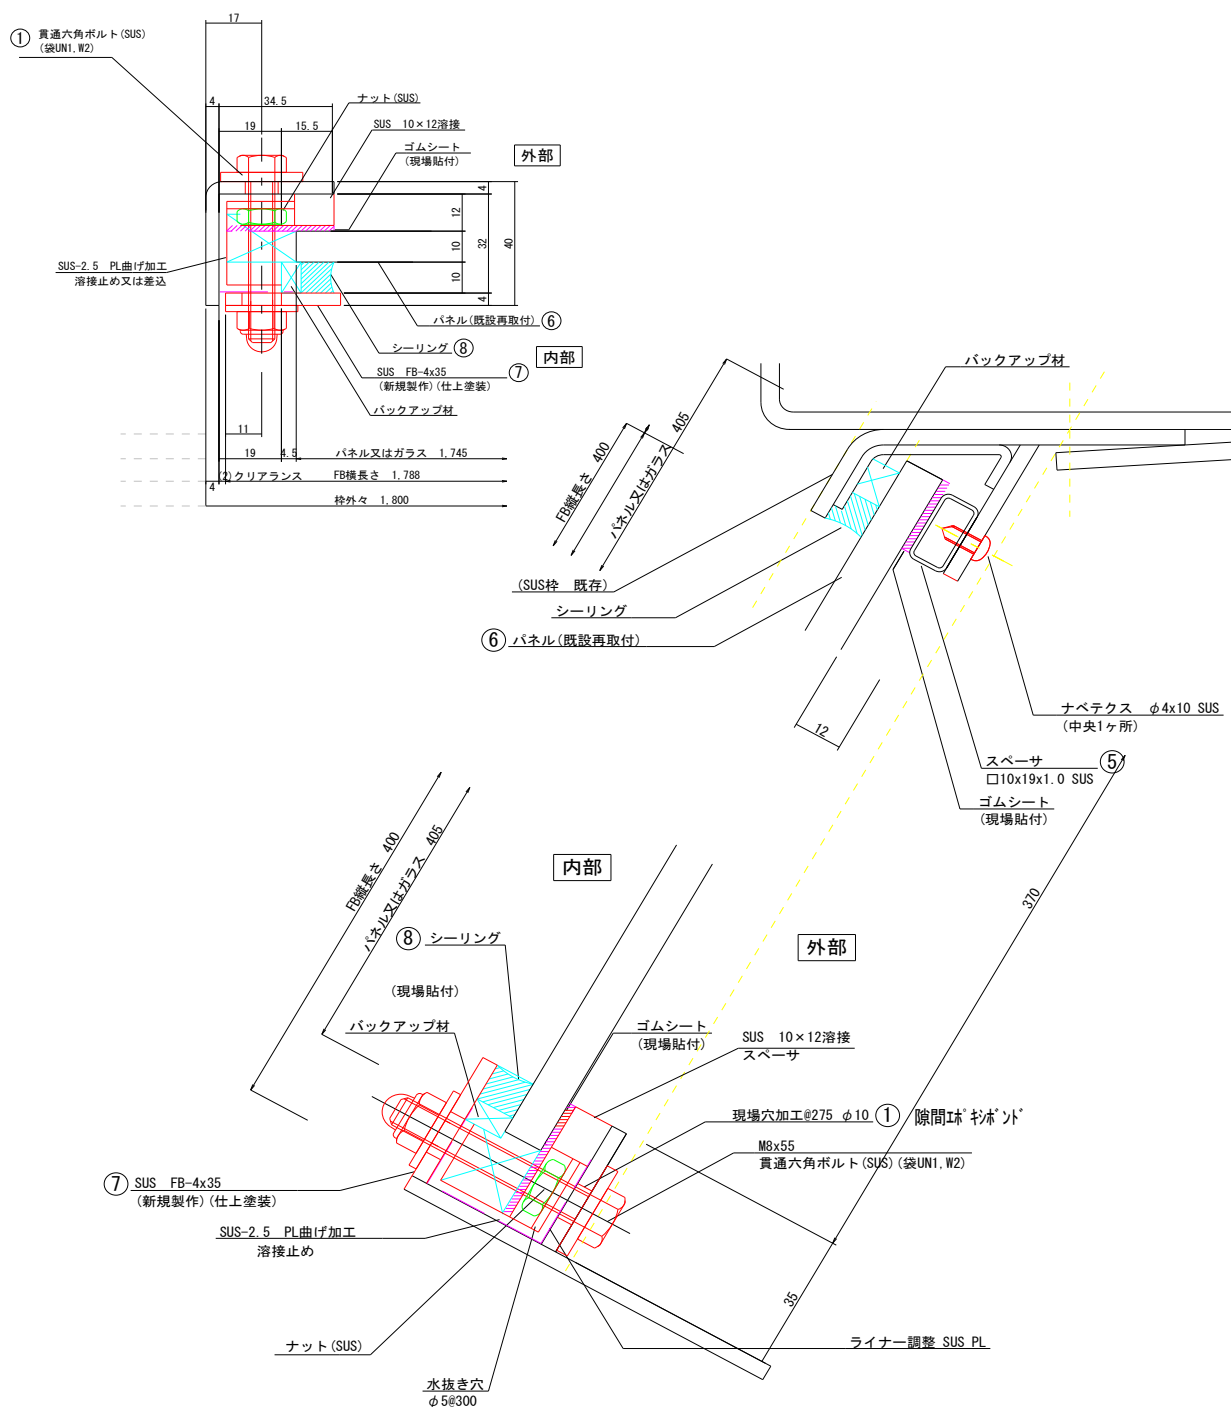 17
① 貫通六角ボルト(SUS)
(袋UN1,W2)
4
34.5
ナット(SUS)
19
15.5
SUS 10×12溶接
ゴムシート
(現場貼付)
外部
4
12
10
10
4
32
40
SUS-2.5 PL曲げ加工
溶接止め又は差込
パネル(既設再取付)⑥
シーリング⑧
内部
SUS FB-4x35 ⑦
(新規製作)(仕上塗装)
バックアップ材
11
19
4.5
パネル又はガラス 1,745
(2)クリアランス
FB横長さ 1,788
4
枠外々 1,800
バックアップ材
FB縦長さ 400
パネル又はガラス 405
(SUS枠 既存)
シーリング
⑥ パネル(既設再取付)
12
ナベテクス φ4x10 SUS
(中央1ヶ所)
スペーサ ⑤
口10x19x1.0 SUS
ゴムシート
(現場貼付)
FB縦長さ 400
パネル又はガラス 405
内部
370
外部
⑧ シーリング
(現場貼付)
バックアップ材
ゴムシート
(現場貼付)
SUS 10×12溶接
スペーサ
現場穴加工@275 φ10 ①
隙間ｴﾎﾟｷｼﾎﾞﾝﾄﾞ
M8x55
貫通六角ボルト(SUS)(袋UN1,W2)
⑦ SUS FB-4x35
(新規製作)(仕上塗装)
SUS-2.5 PL曲げ加工
溶接止め
35
ナット(SUS)
ライナー調整 SUS PL
水抜き穴
φ5@300